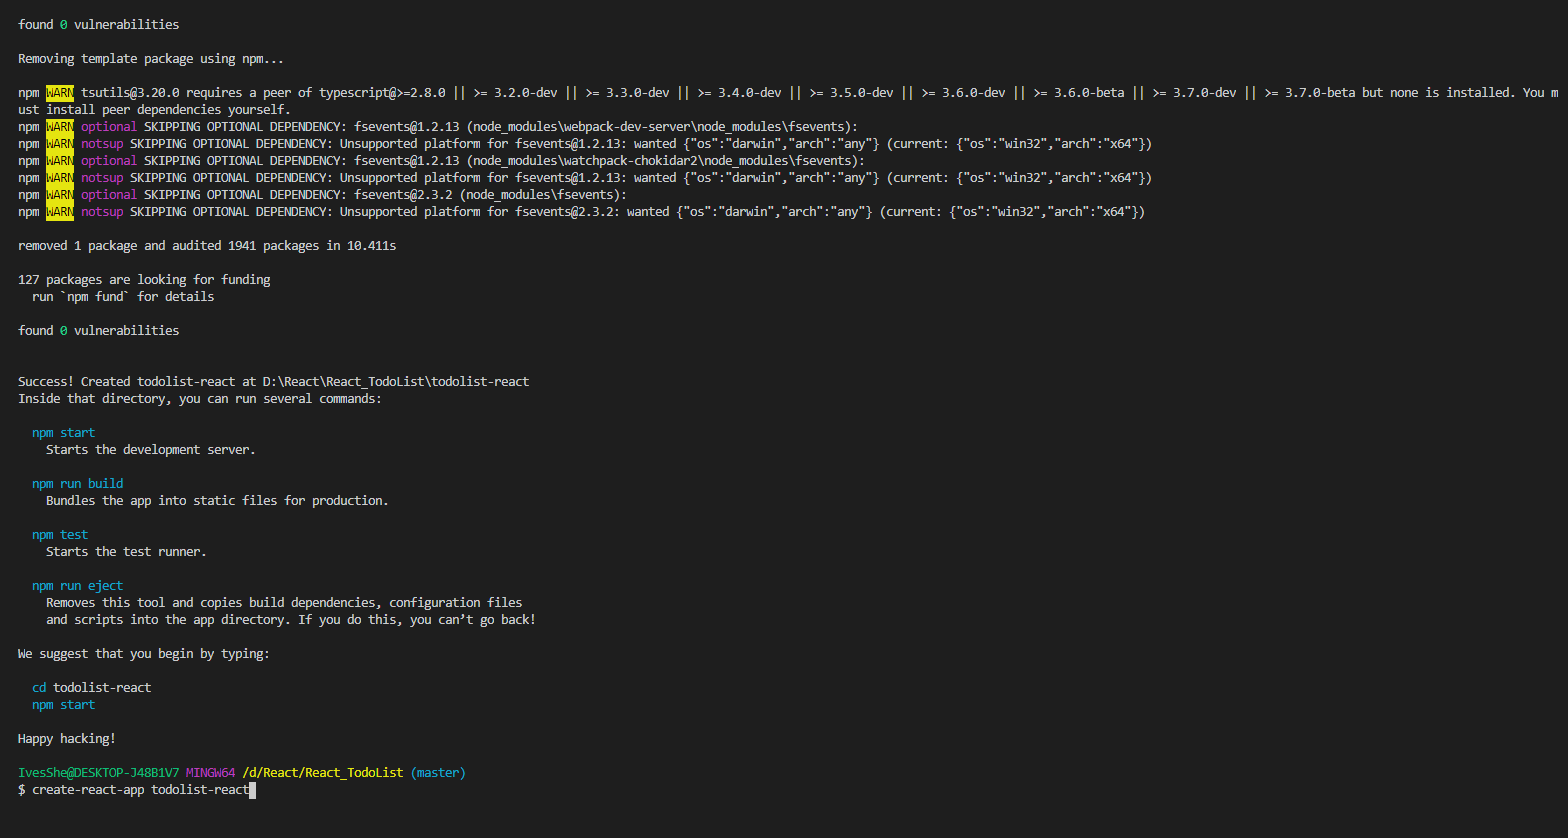 found 0 vulnerabilities
Removing template package using npm...
npm WARN tsutils@3.20.0 requires a peer of typescript@>=2.8.0 || >= 3.2.0-dev || >= 3.3.0-dev || >= 3.4.0-dev || >= 3.5.0-dev || >= 3.6.0-dev || >= 3.6.0-beta || >= 3.7.0-dev || >= 3.7.0-beta but none is installed. You m
ust install peer dependencies yourself.
npm WARN optional SKIPPING OPTIONAL DEPENDENCY: fsevents@1.2.13 (node_modules\webpack-dev-server\node_modules\fsevents):
npm WARN notsup SKIPPING OPTIONAL DEPENDENCY: Unsupported platform for fsevents@1.2.13: wanted {"os":"darwin","arch":"any"} (current: {"os":"win32","arch":"x64"})
npm WARN optional SKIPPING OPTIONAL DEPENDENCY: fsevents@1.2.13 (node_modules\watchpack-chokidar2\node_modules\fsevents):
npm WARN notsup SKIPPING OPTIONAL DEPENDENCY: Unsupported platform for fsevents@1.2.13: wanted {"os":"darwin","arch":"any"} (current: {"os":"win32","arch":"x64"})
npm WARN optional SKIPPING OPTIONAL DEPENDENCY: fsevents@2.3.2 (node_modules\fsevents):
npm WARN notsup SKIPPING OPTIONAL DEPENDENCY: Unsupported platform for fsevents@2.3.2: wanted {"os":"darwin","arch":"any"} (current: {"os":"win32","arch":"x64"})
removed 1 package and audited 1941 packages in 10.411s
127 packages are looking for funding
run `npm fund` for details
found 0 vulnerabilities
Success! Created todolist-react at D:\React\React_TodoList\todolist-react
Inside that directory, you can run several commands:
npm start
Starts the development server.
npm run build
Bundles the app into static files for production.
npm test
Starts the test runner.
npm run eject
Removes this tool and copies build dependencies, configuration files
and scripts into the app directory. If you do this, you can’t go back!
We suggest that you begin by typing:
cd todolist-react
npm start
Happy hacking!
IvesShe@DESKTOP-J48B1V7 MINGW64 /d/React/React_TodoList (master)
$ create-react-app todolist-react